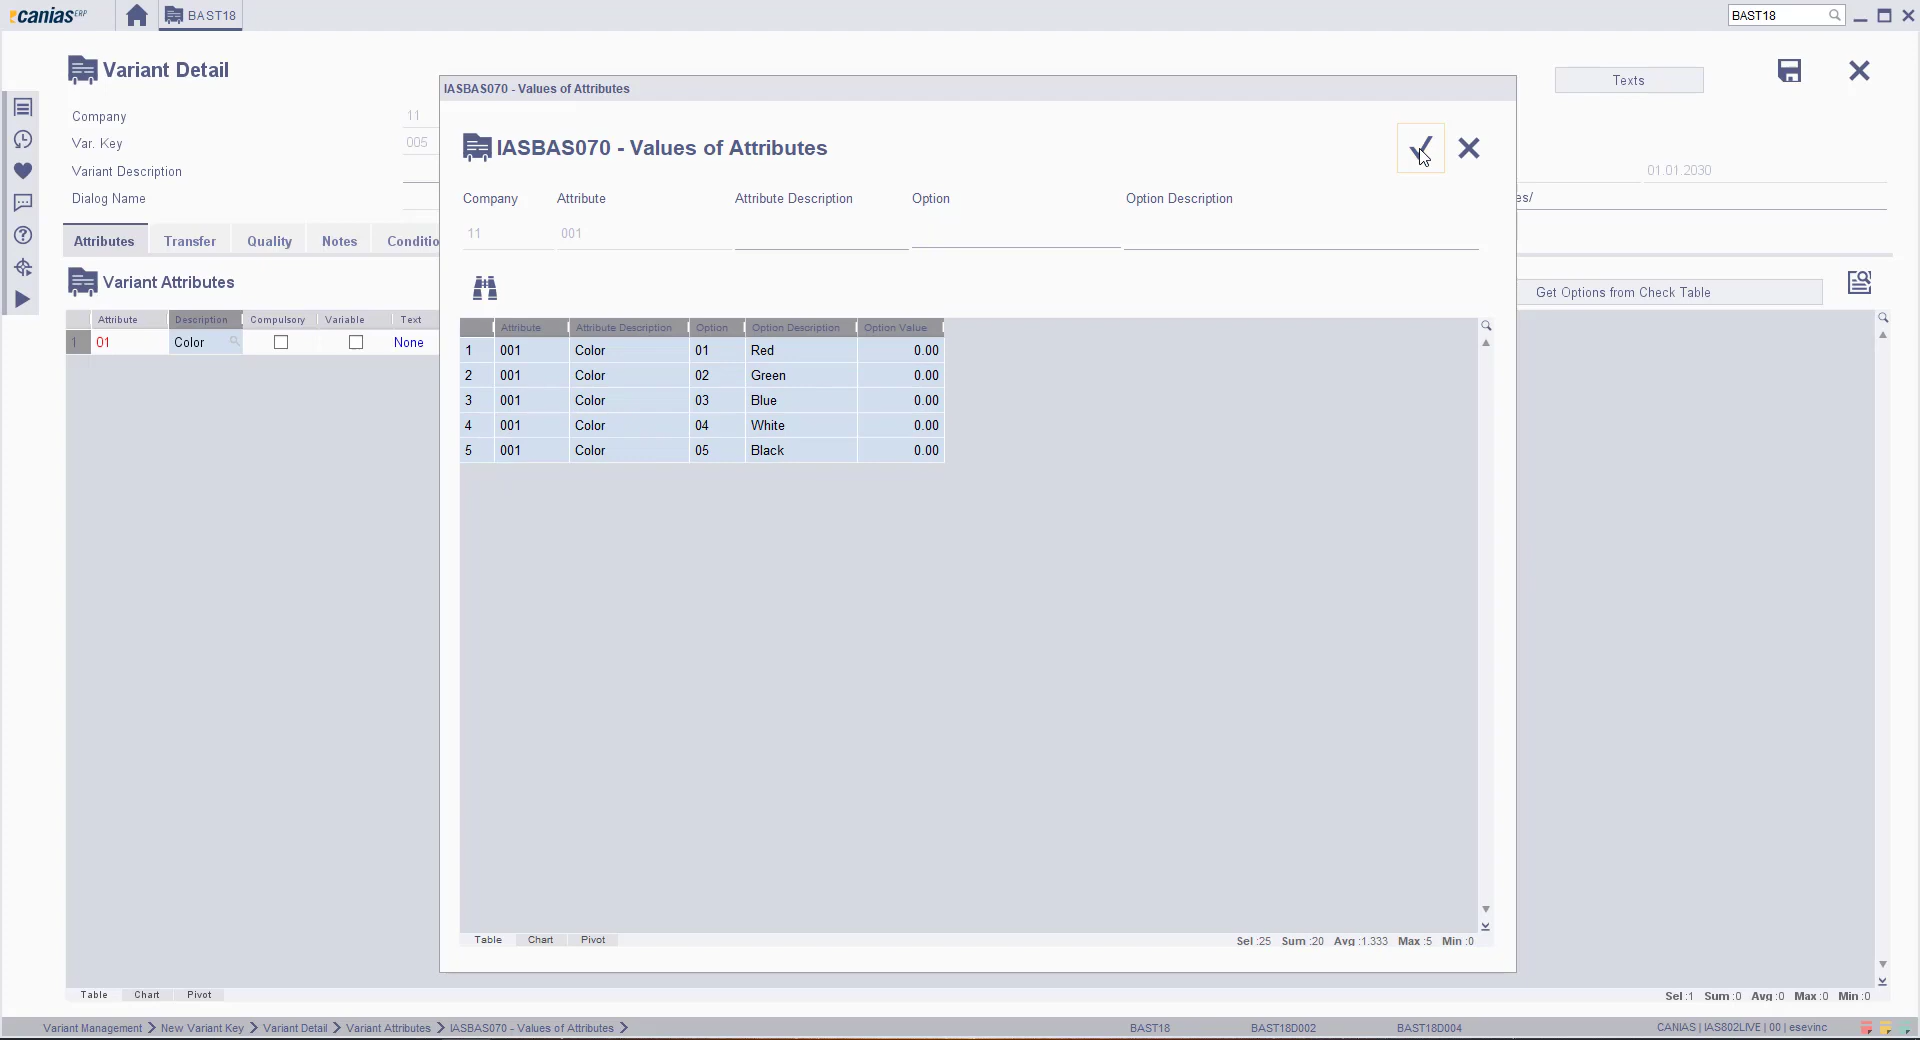 canias ERP BAST18 BAST18
Variant Detail Texts
IASBAS070 - Values of Attributes
Company 11
Var. Key 005
Variant Description 01.01.2030
Dialog Name es/
IASBAS070 - Values of Attributes
Company Attribute Attribute Description Option Option Description
11 001
Attributes Transfer Quality Notes Conditio
Variant Attributes Get Options from Check Table
Attribute Description Compulsory Variable Text
1 01 Color None
Attribute Attribute Description Option Option Description Option Value
1 001 Color 01 Red 0.00
2 001 Color 02 Green 0.00
3 001 Color 03 Blue 0.00
4 001 Color 04 White 0.00
5 001 Color 05 Black 0.00
Table Chart Pivot Sel :25 Sum :20 Avg :1.333 Max :5 Min :0
Table Chart Pivot Sel :1 Sum :0 Avg :0 Max :0 Min :0
Variant Management New Variant Key Variant Detail Variant Attributes IASBAS070 - Values of Attributes BAST18 BAST18D002 BAST18D004 CANIAS | IAS802LIVE | 00 | esevinc